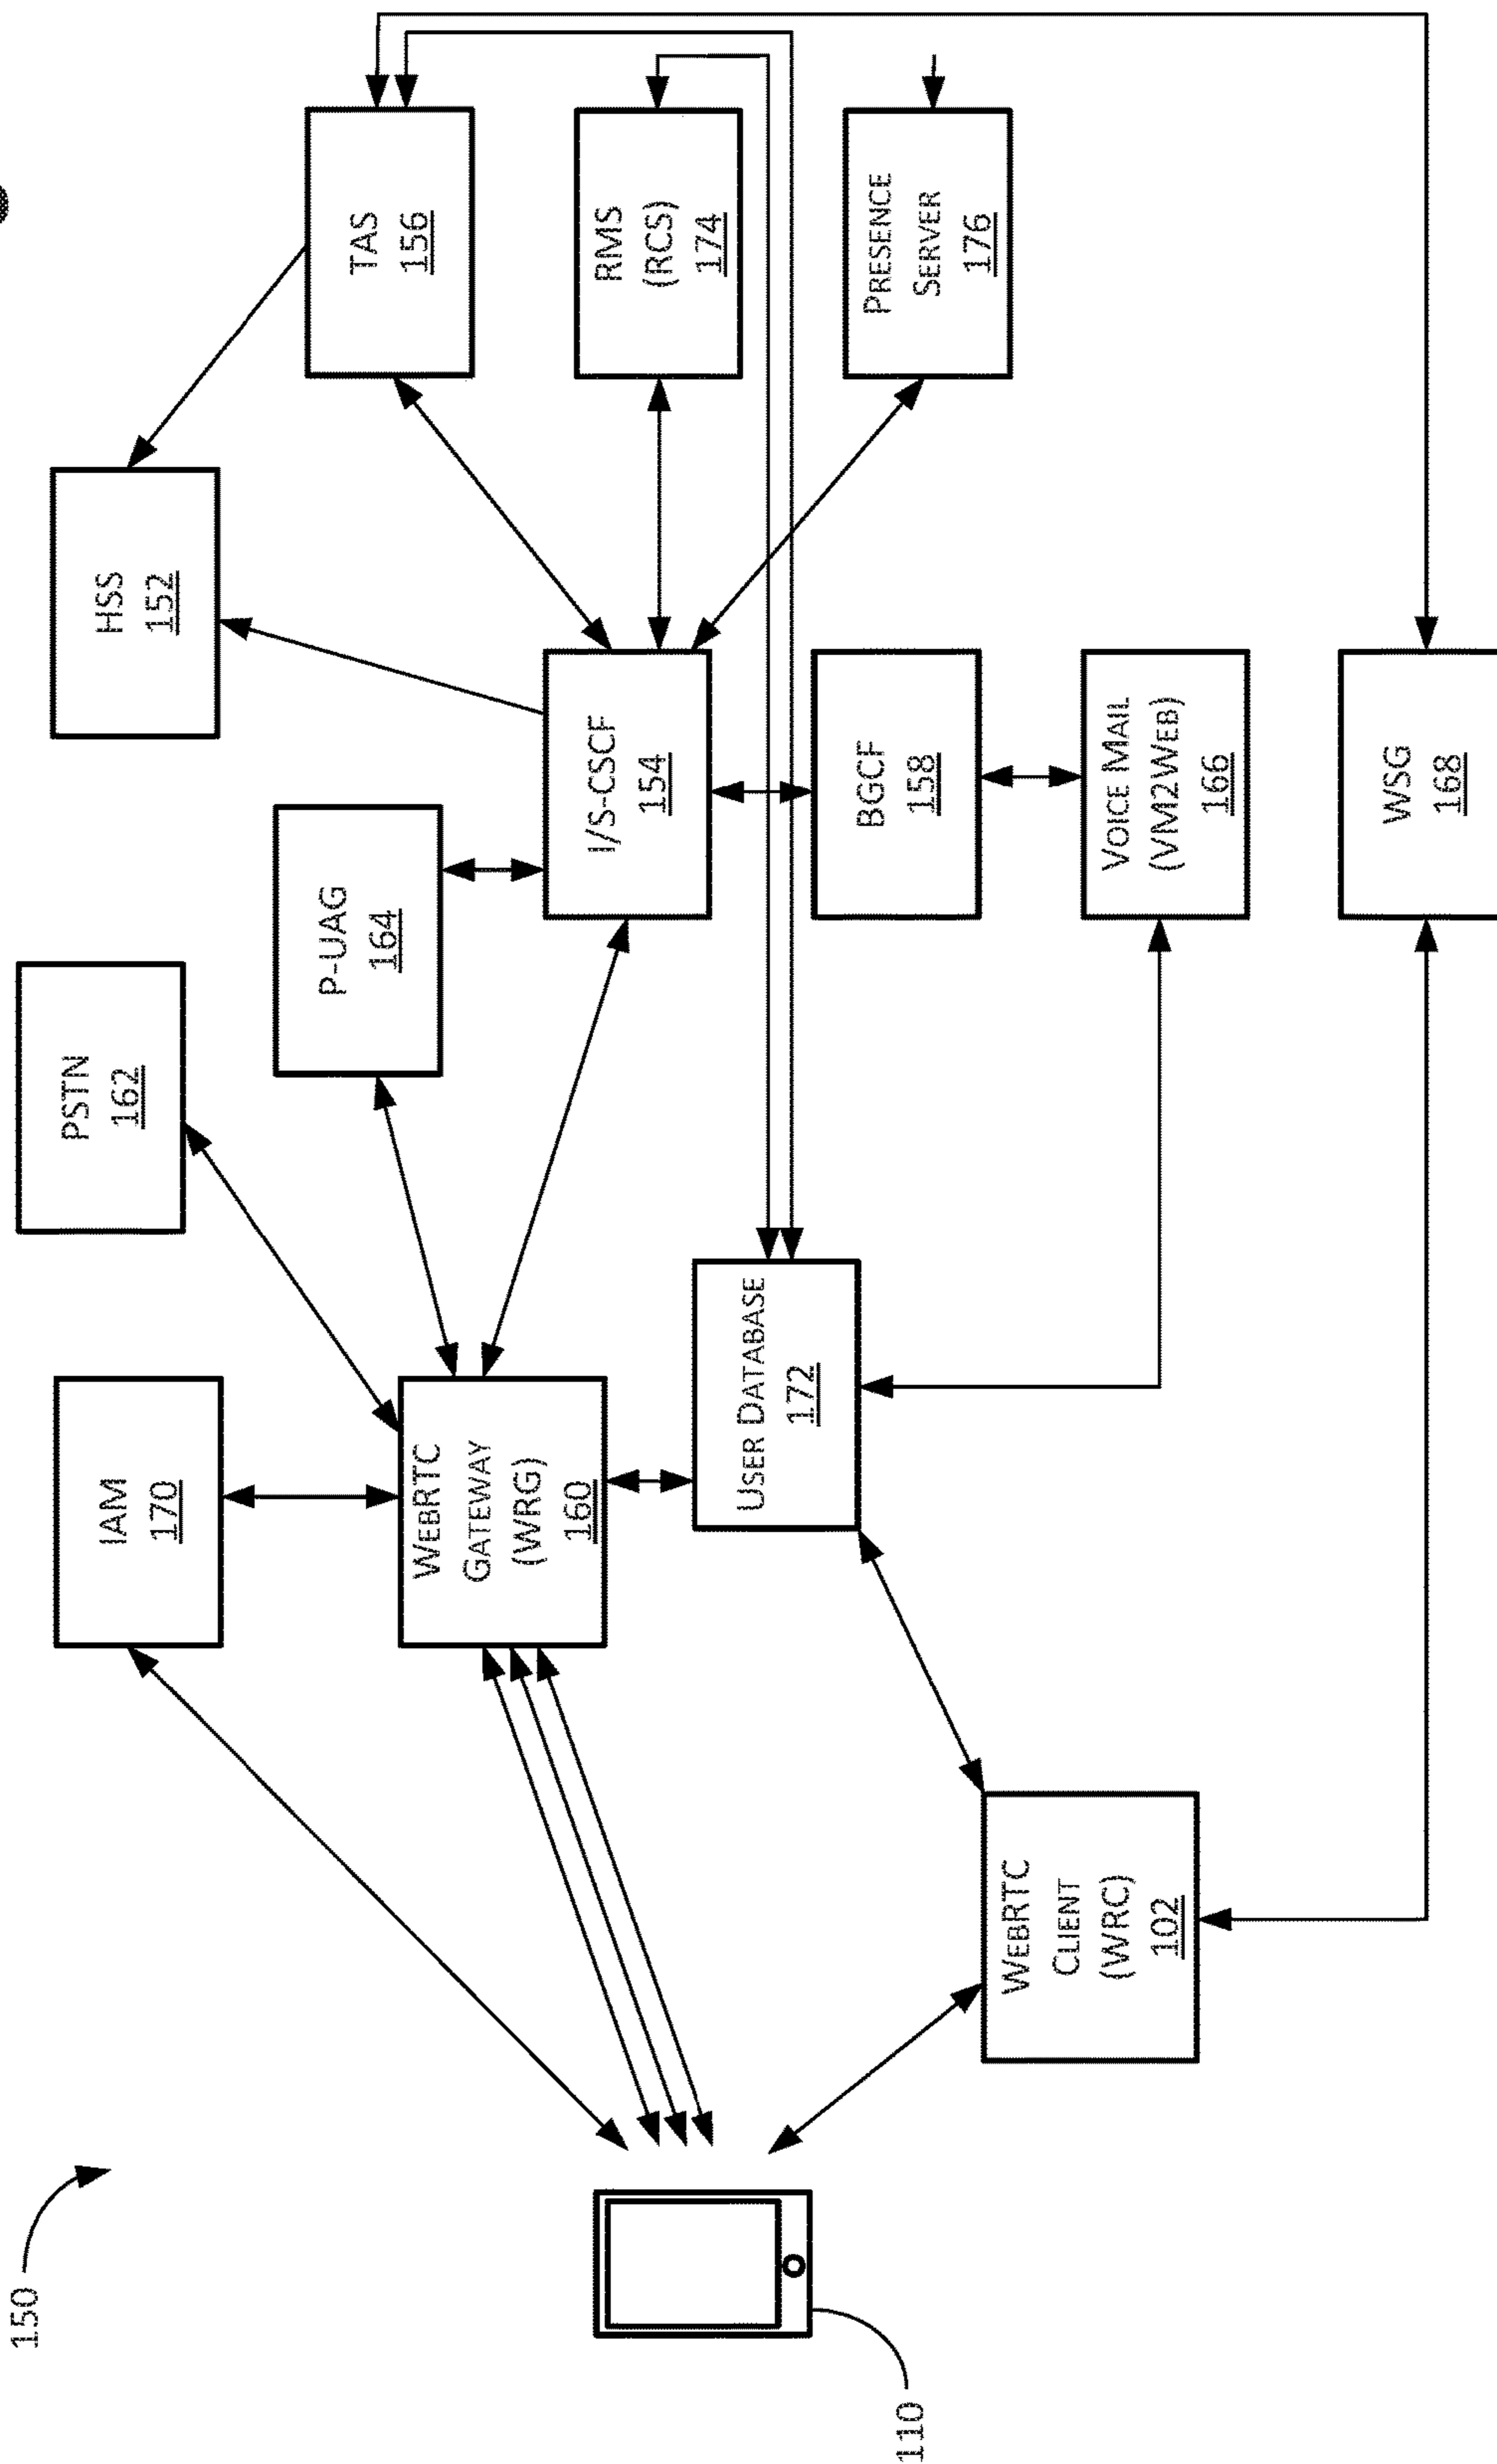 150
PSTN
162
IAM
170
HSS
152
P-UAG
164
TAS
156
WEBRTC
GATEWAY
(WRG)
160
I/S-CSCF
154
RMS
(RCS)
174
USER DATABASE
172
BGCF
158
PRESENCE
SERVER
176
110
WEBRTC
CLIENT
(WRC)
102
VOICE MAIL
(VM2WEB)
166
WSG
168